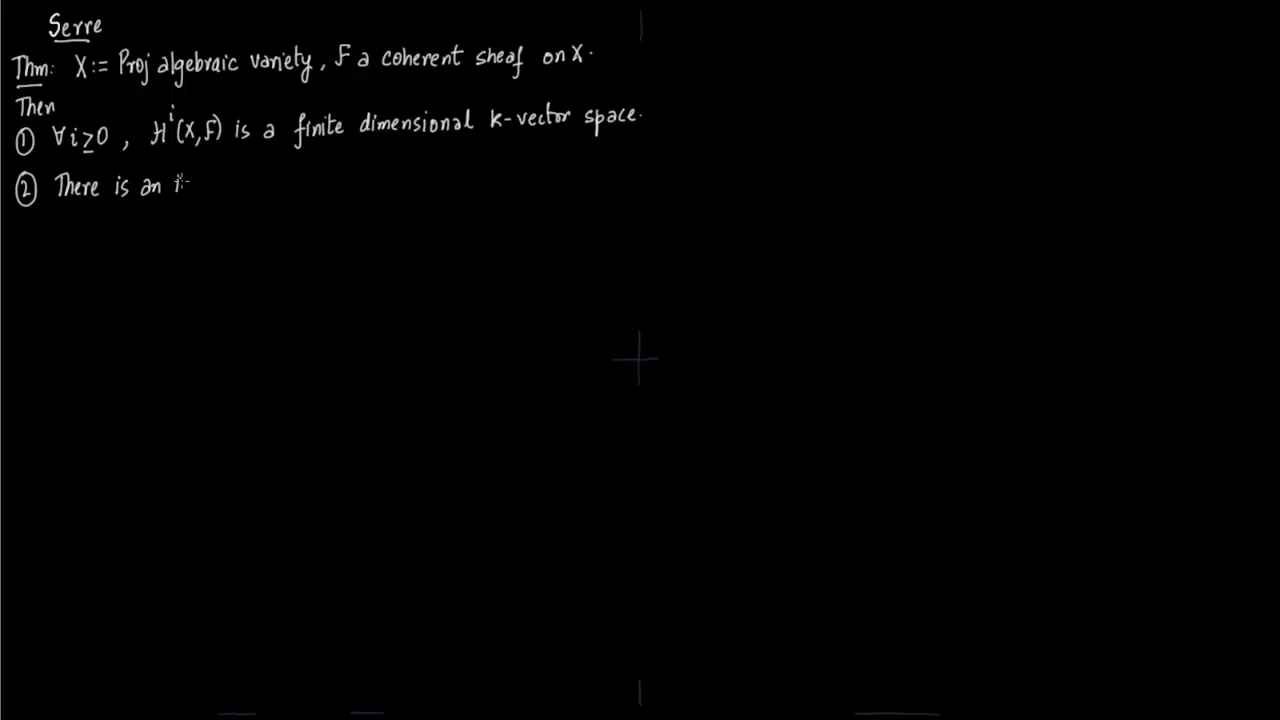 Serre
Thm: X := Proj algebraic variety, F a coherent sheaf on X.
Then
① ∀ i ≥ 0, Hⁱ(X, F) is a finite dimensional k-vector space.
② There is an i